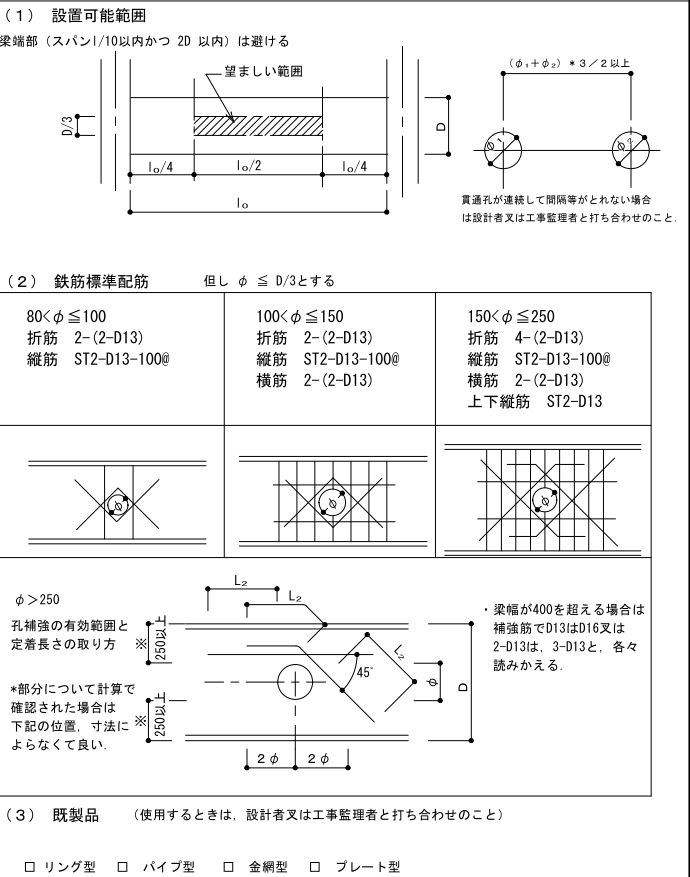 (1) 設置可能範囲
梁端部（スパンl/10以内かつ 2D 以内）は避ける
望ましい範囲
D/3
D
l₀/4
l₀/2
l₀/4
l₀
(φ₁+φ₂) *3/2以上
φ1
φ2
貫通孔が連続して間隔等がとれない場合
は設計者叉は工事監理者と打ち合わせのこと.
(2) 鉄筋標準配筋 但し φ ≦ D/3とする
80<φ≦100
折筋 2-(2-D13)
縦筋 ST2-D13-100@
100<φ≦150
折筋 2-(2-D13)
縦筋 ST2-D13-100@
横筋 2-(2-D13)
150<φ≦250
折筋 4-(2-D13)
縦筋 ST2-D13-100@
横筋 2-(2-D13)
上下縦筋 ST2-D13
φ
φ
φ
φ>250
孔補強の有効範囲と
定着長さの取り方
*部分について計算で
確認された場合は
下記の位置, 寸法に
よらなくて良い.
※
250以上
※
250以上
L₂
L₂
L₂
45°
φ
D
2φ
2φ
・梁幅が400を超える場合は
補強筋でD13はD16叉は
2-D13は, 3-D13と, 各々
読みかえる.
(3) 既製品 (使用するときは, 設計者叉は工事監理者と打ち合わせのこと)
□ リング型 □ パイプ型 □ 金網型 □ プレート型